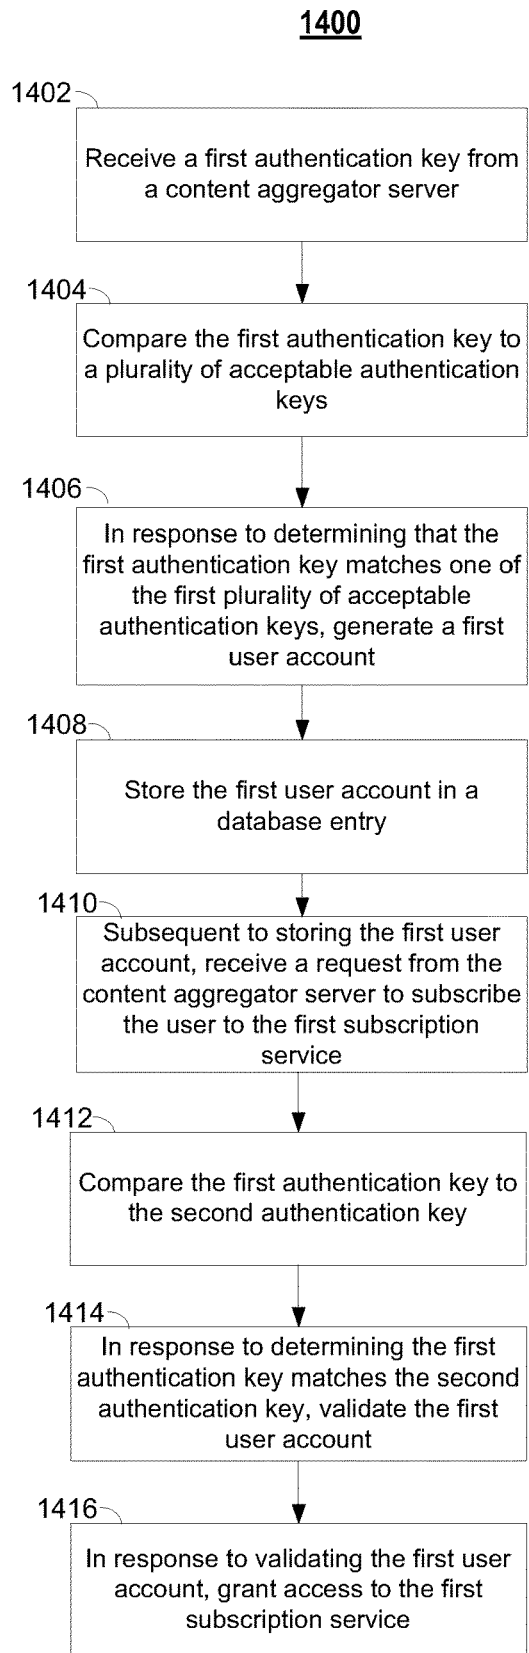 1400
1402
Receive a first authentication key from
a content aggregator server
1404
Compare the first authentication key to
a plurality of acceptable authentication
keys
1406
In response to determining that the
first authentication key matches one of
the first plurality of acceptable
authentication keys, generate a first
user account
1408
Store the first user account in a
database entry
1410
Subsequent to storing the first user
account, receive a request from the
content aggregator server to subscribe
the user to the first subscription
service
1412
Compare the first authentication key to
the second authentication key
1414
In response to determining the first
authentication key matches the second
authentication key, validate the first
user account
1416
In response to validating the first user
account, grant access to the first
subscription service